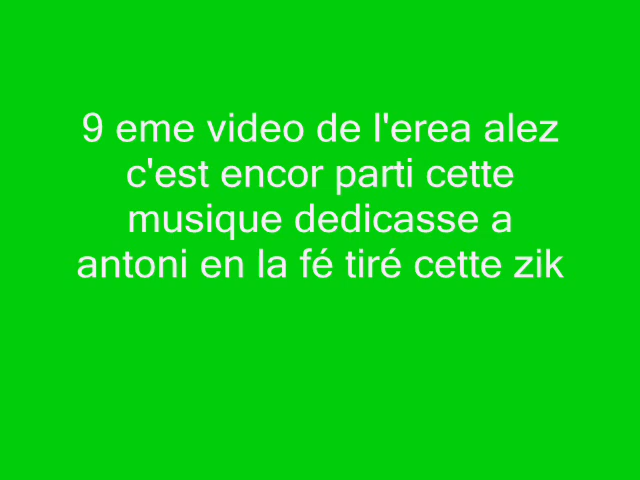 9 eme video de l'erea alez
c'est encor parti cette
musique dedicasse a
antoni en la fé tiré cette zik